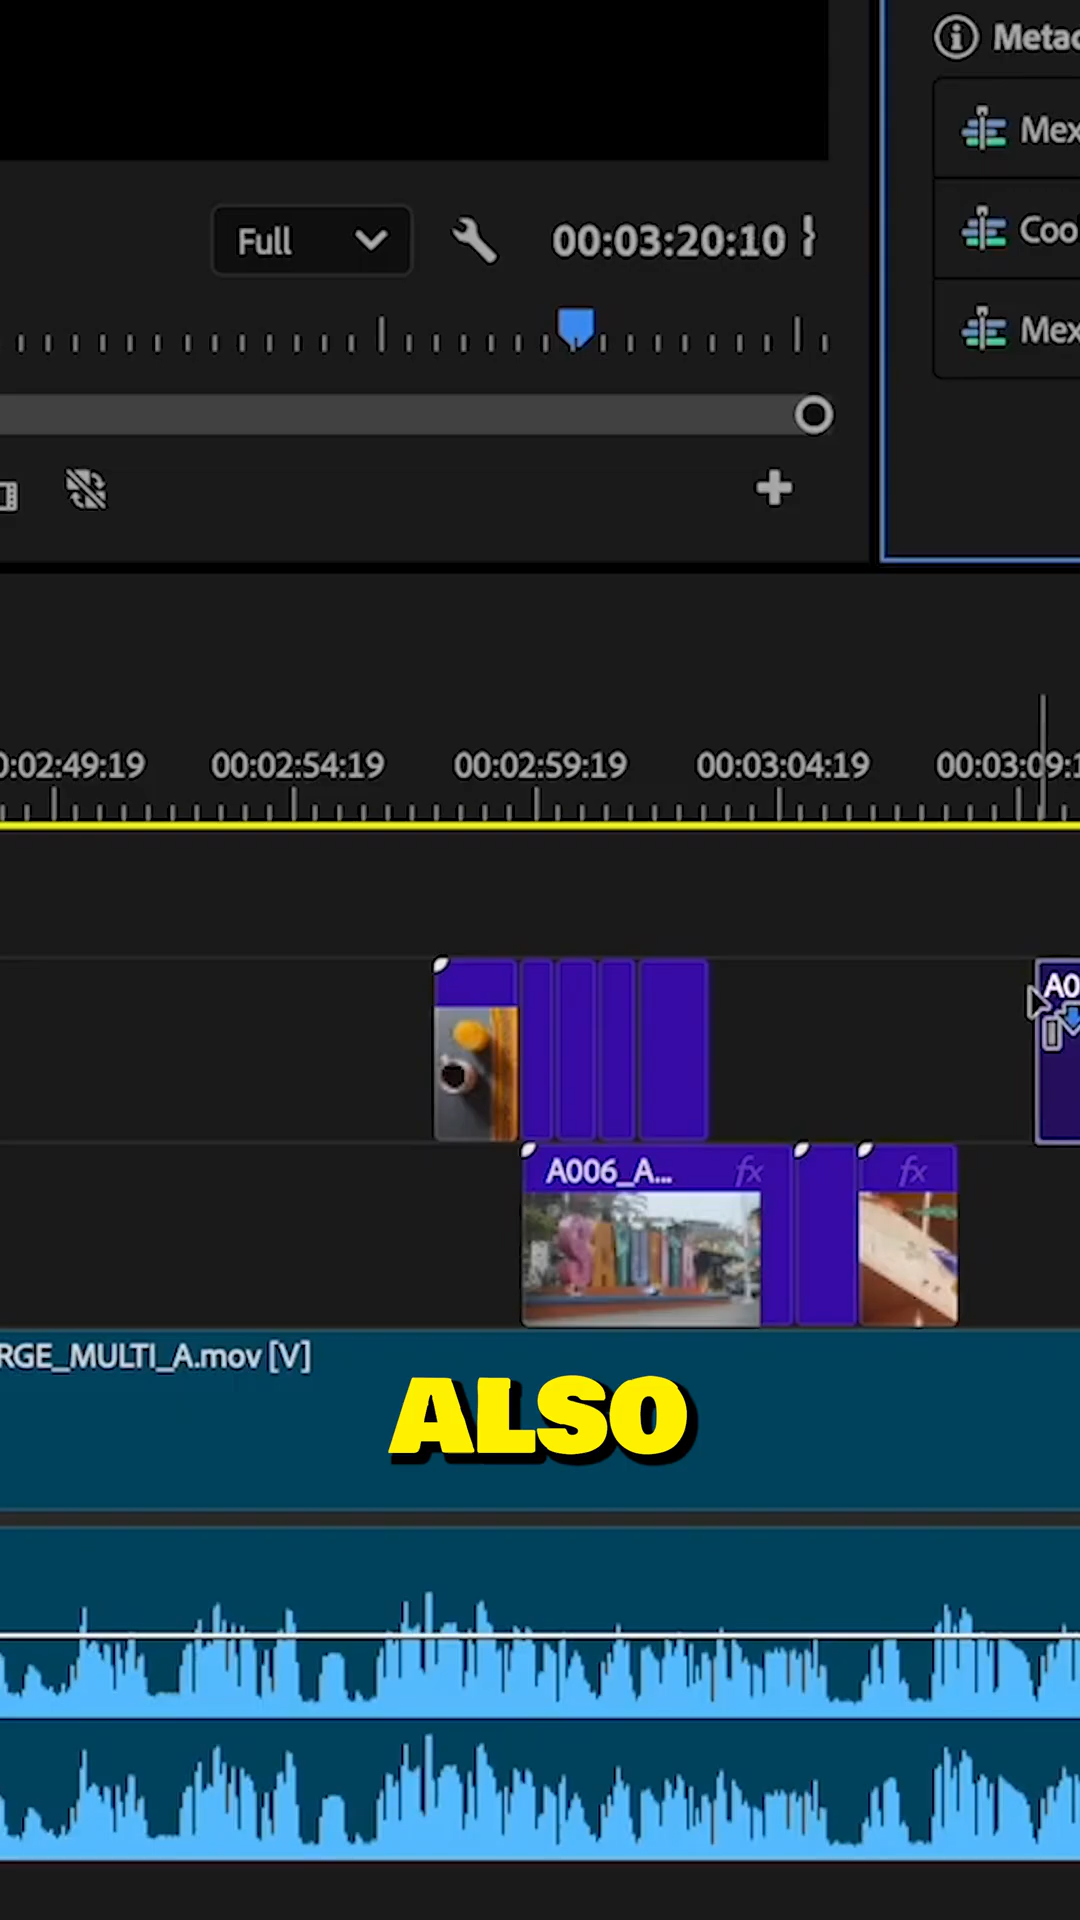 Metac
Mex
Full
00:03:20:10
Coo
Mex
0:02:49:19
00:02:54:19
00:02:59:19
00:03:04:19
00:03:09:1
A0
A006_A...
fx
fx
RGE_MULTI_A.mov [V]
ALSO